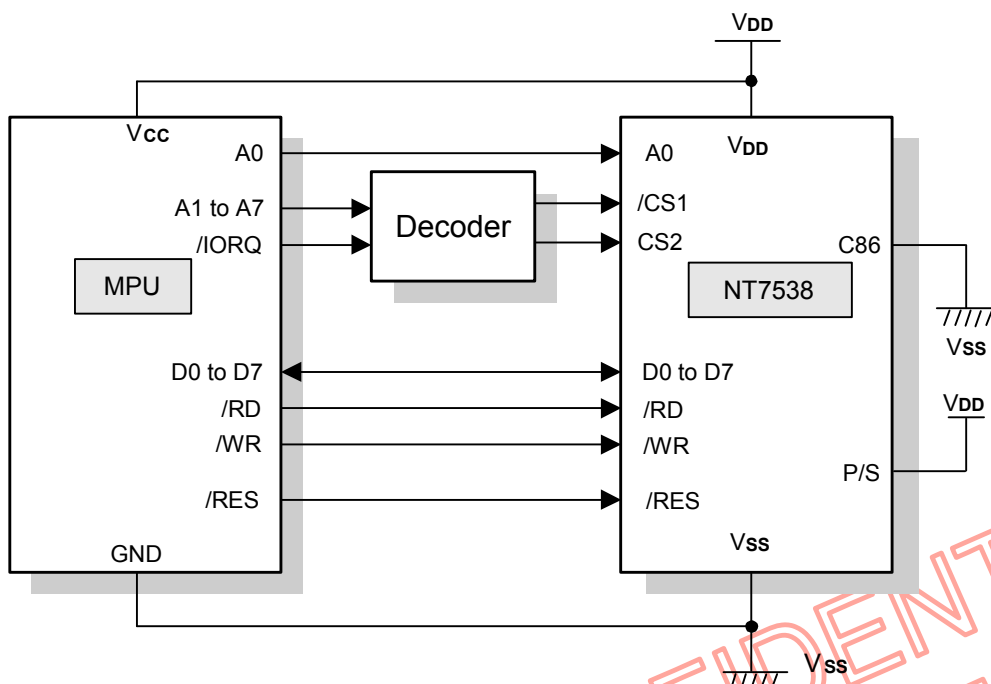 VDD
VCC
VDD
A0
A0
A1 to A7
/CS1
Decoder
/IORQ
CS2
C86
MPU
NT7538
VSS
D0 to D7
D0 to D7
/RD
/RD
VDD
/WR
/WR
P/S
/RES
/RES
GND
VSS
VSS